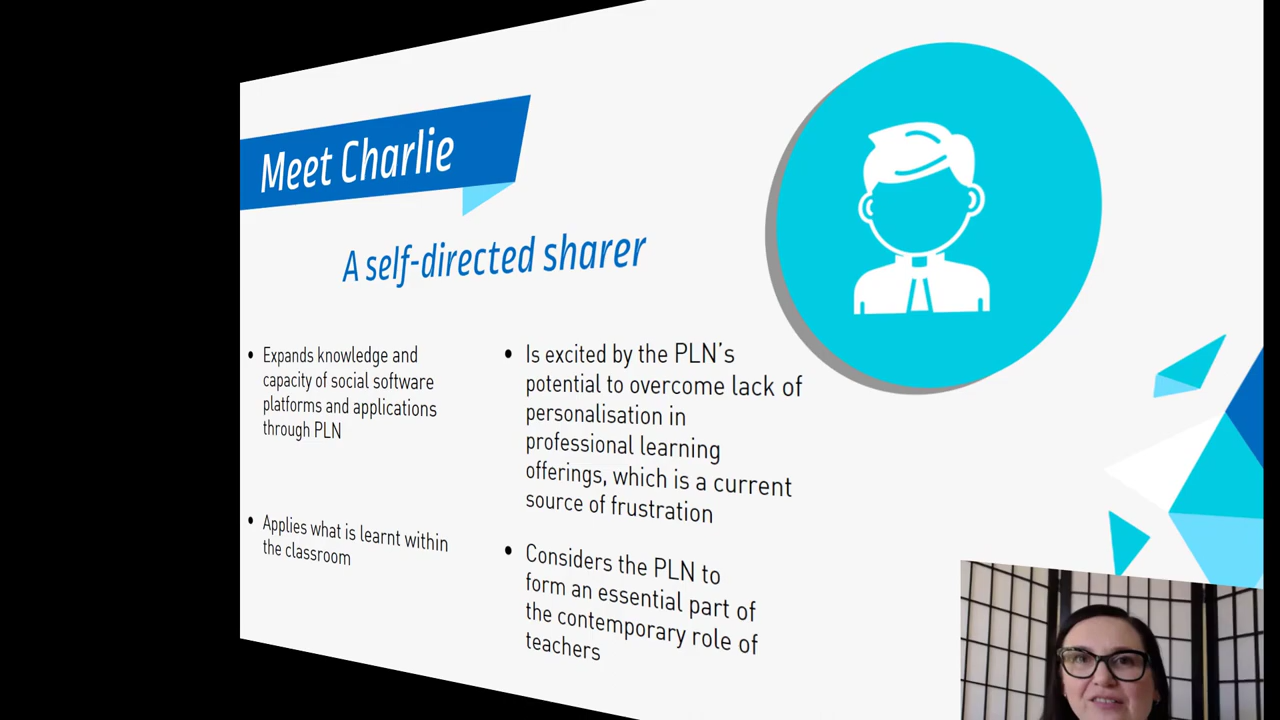 Meet Charlie
A self-directed sharer
• Expands knowledge and
capacity of social software
platforms and applications
through PLN
• Applies what is learnt within
the classroom
• Is excited by the PLN's
potential to overcome lack of
personalisation in
professional learning
offerings, which is a current
source of frustration
• Considers the PLN to
form an essential part of
the contemporary role of
teachers